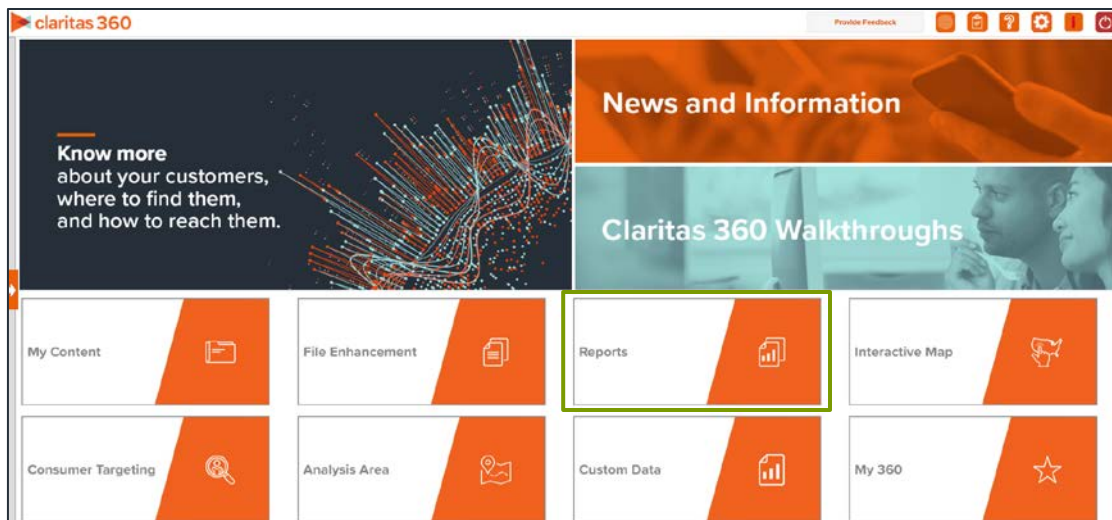 claritas 360
Provide Feedback
Know more
about your customers,
where to find them,
and how to reach them.
News and Information
Claritas 360 Walkthroughs
My Content
File Enhancement
Reports
Interactive Map
Consumer Targeting
Analysis Area
Custom Data
My 360